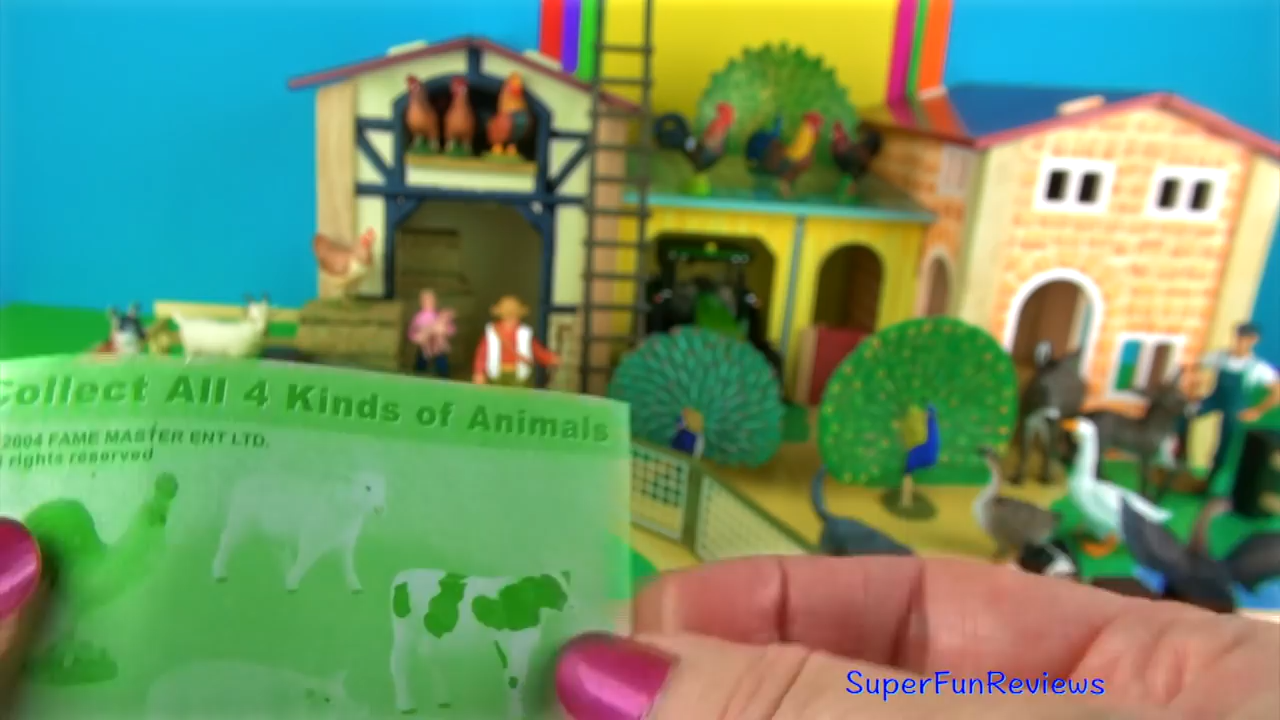 Collect All 4 Kinds of Animals
2004 FAME MASTER ENT LTD.
rights reserved
SuperFunReviews